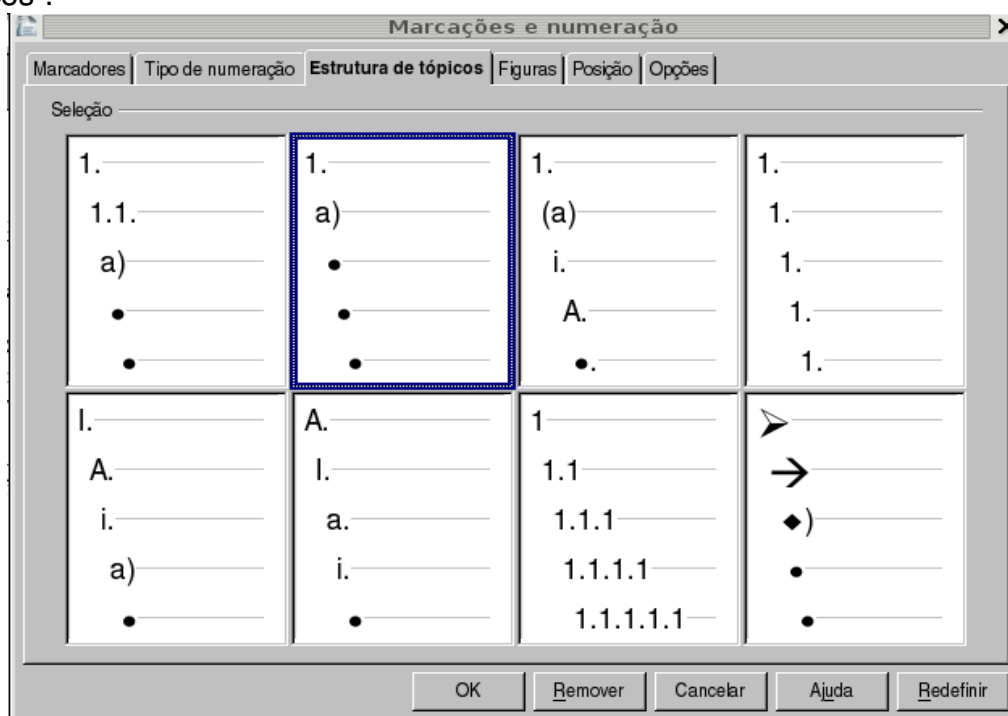 Marcações e numeração
Marcadores Tipo de numeração Estrutura de tópicos Figuras Posição Opções
Seleção
1. 1. 1. 1.
1.1. a) (a) 1.
a) • i. 1.
• • A. 1.
• • •. 1.
I. A. 1 ➢
A. I. 1.1 →
i. a. 1.1.1 ◆)
a) i. 1.1.1.1 •
• • 1.1.1.1.1 •
OK Remover Cancelar Ajuda Redefinir